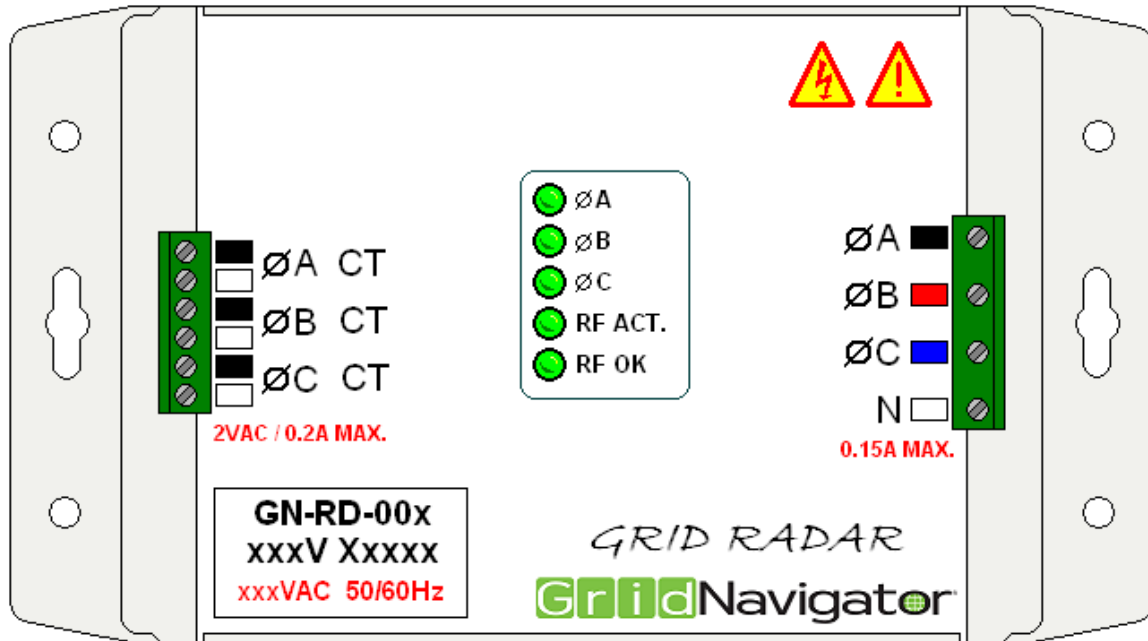 ØA
ØB
ØC
RF ACT.
RF OK
ØA CT
ØB CT
ØC CT
2VAC / 0.2A MAX.
ØA
ØB
ØC
N
0.15A MAX.
GN-RD-00x
xxxV Xxxxx
xxxVAC 50/60Hz
GRID RADAR
GridNavigator